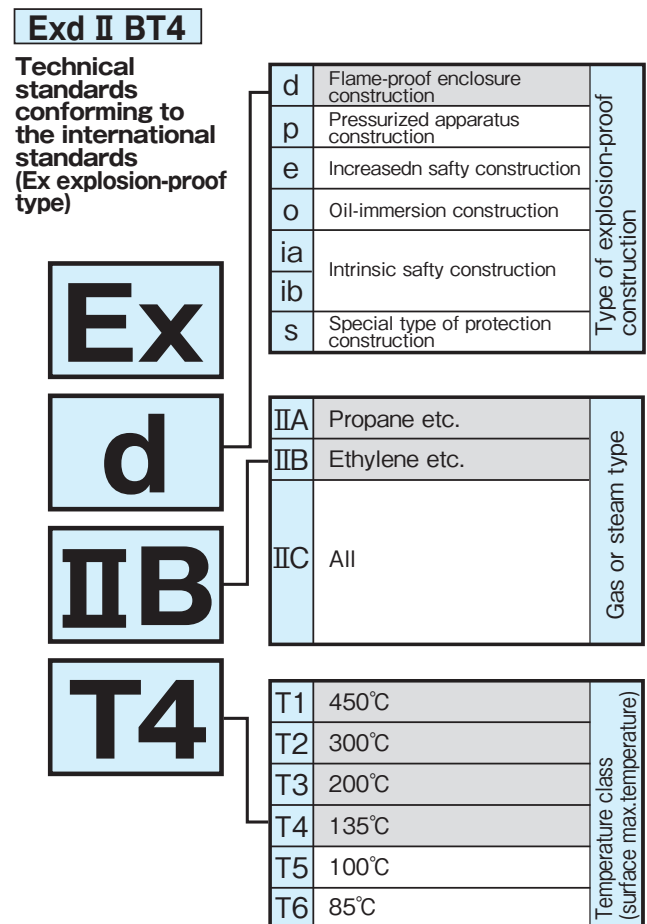 Exd Ⅱ BT4
Technical
standards
conforming to
the international
standards
(Ex explosion-proof
type)
Ex
d
ⅡB
T4
d Flame-proof enclosure
construction
p Pressurized apparatus
construction
e Increasedn safty construction
o Oil-immersion construction
ia
ib
Intrinsic safty construction
s Special type of protection
construction
Type of explosion-proof
construction
ⅡA Propane etc.
ⅡB Ethylene etc.
ⅡC All
Gas or steam type
T1 450℃
T2 300℃
T3 200℃
T4 135℃
T5 100℃
T6 85℃
Temperature class
(surface max.temperature)